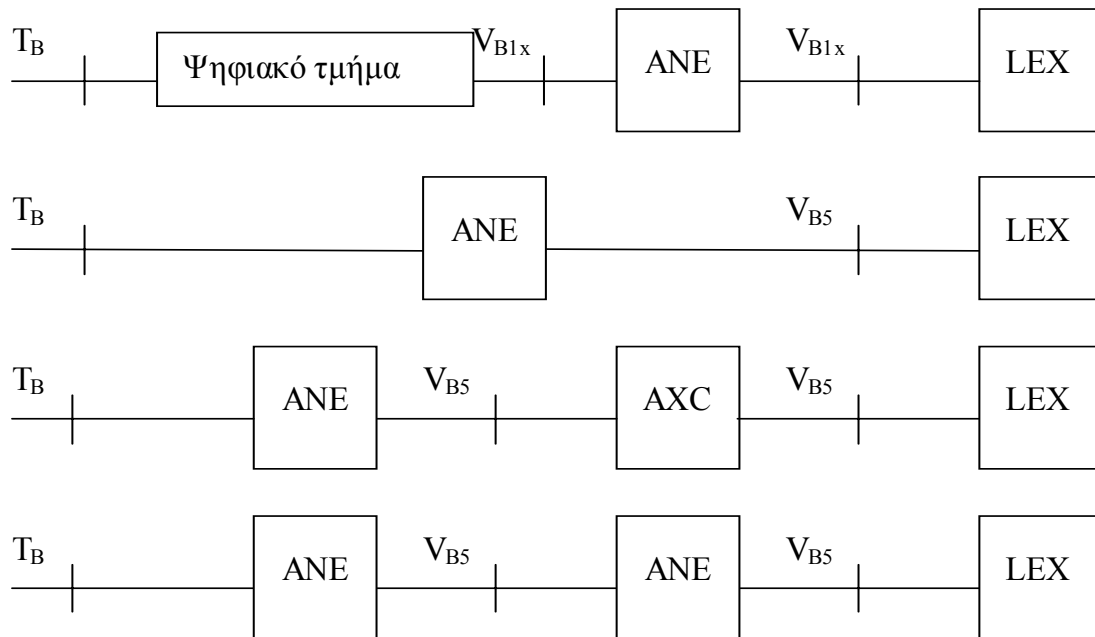 T_B V_B1x V_B1x
Ψηφιακό τμήμα ANE LEX
T_B V_B5
ANE LEX
T_B V_B5 V_B5
ANE AXC LEX
T_B V_B5 V_B5
ANE ANE LEX